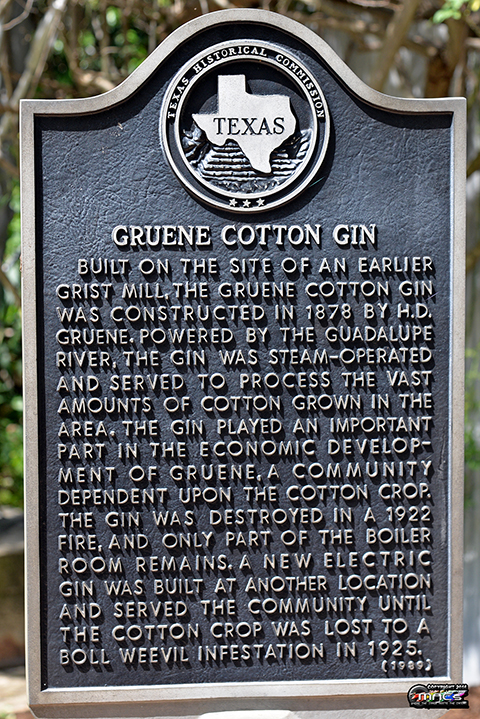 TEXAS HISTORICAL COMMISSION
TEXAS
GRUENE COTTON GIN
BUILT ON THE SITE OF AN EARLIER
GRIST MILL, THE GRUENE COTTON GIN
WAS CONSTRUCTED IN 1878 BY H.D.
GRUENE. POWERED BY THE GUADALUPE
RIVER, THE GIN WAS STEAM-OPERATED
AND SERVED TO PROCESS THE VAST
AMOUNTS OF COTTON GROWN IN THE
AREA. THE GIN PLAYED AN IMPORTANT
PART IN THE ECONOMIC DEVELOP-
MENT OF GRUENE, A COMMUNITY
DEPENDENT UPON THE COTTON CROP.
THE GIN WAS DESTROYED IN A 1922
FIRE, AND ONLY PART OF THE BOILER
ROOM REMAINS. A NEW ELECTRIC
GIN WAS BUILT AT ANOTHER LOCATION
AND SERVED THE COMMUNITY UNTIL
THE COTTON CROP WAS LOST TO A
BOLL WEEVIL INFESTATION IN 1925.
(1989)
COPYRIGHT